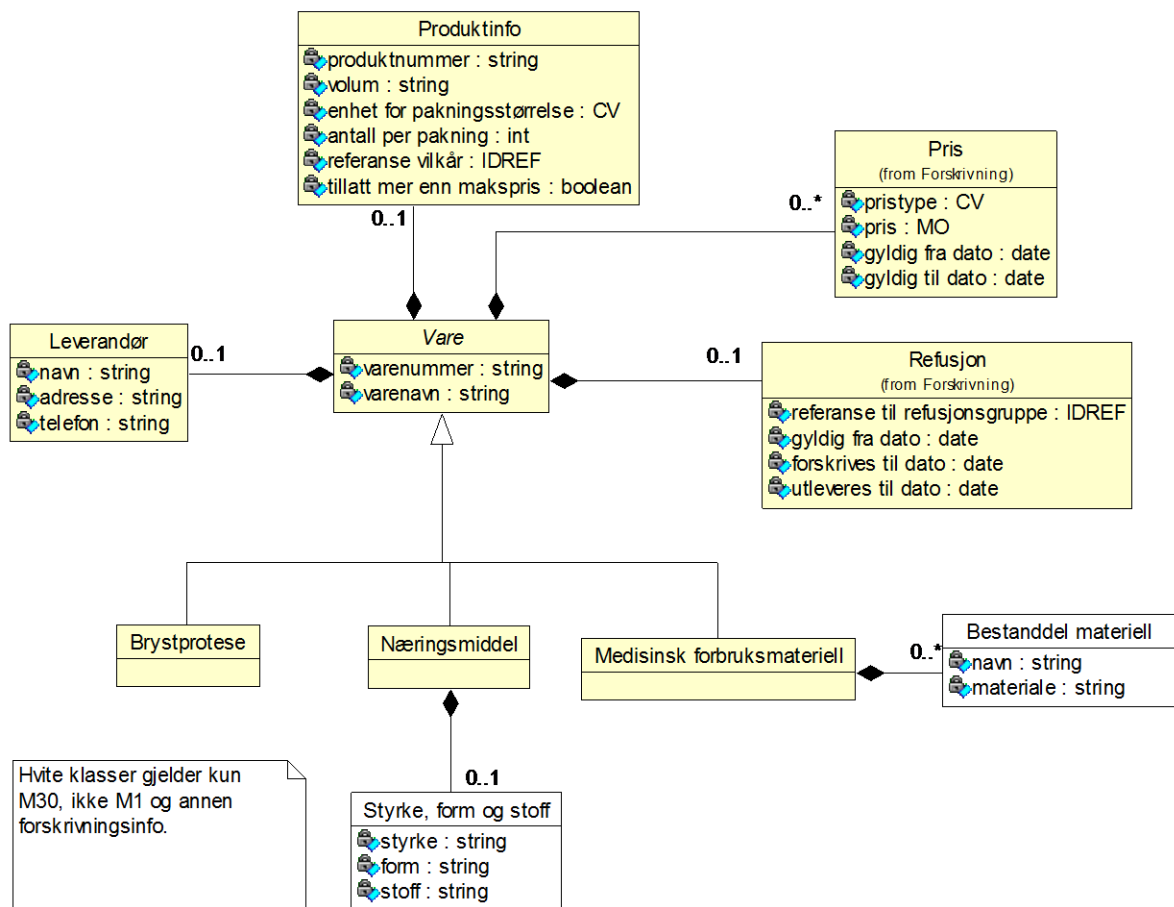 Produktinfo
produktnummer : string
volum : string
enhet for pakningsstørrelse : CV
antall per pakning : int
referanse vilkår : IDREF
tillatt mer enn makspris : boolean
0..1
Pris
(from Forskrivning)
pristype : CV
pris : MO
gyldig fra dato : date
gyldig til dato : date
0..*
Leverandør
navn : string
adresse : string
telefon : string
0..1
Vare
varenummer : string
varenavn : string
0..1
Refusjon
(from Forskrivning)
referanse til refusjonsgruppe : IDREF
gyldig fra dato : date
forskrives til dato : date
utleveres til dato : date
Brystprotese
Næringsmiddel
Medisinsk forbruksmateriell
0..*
Bestanddel materiell
navn : string
materiale : string
Hvite klasser gjelder kun
M30, ikke M1 og annen
forskrivningsinfo.
0..1
Styrke, form og stoff
styrke : string
form : string
stoff : string